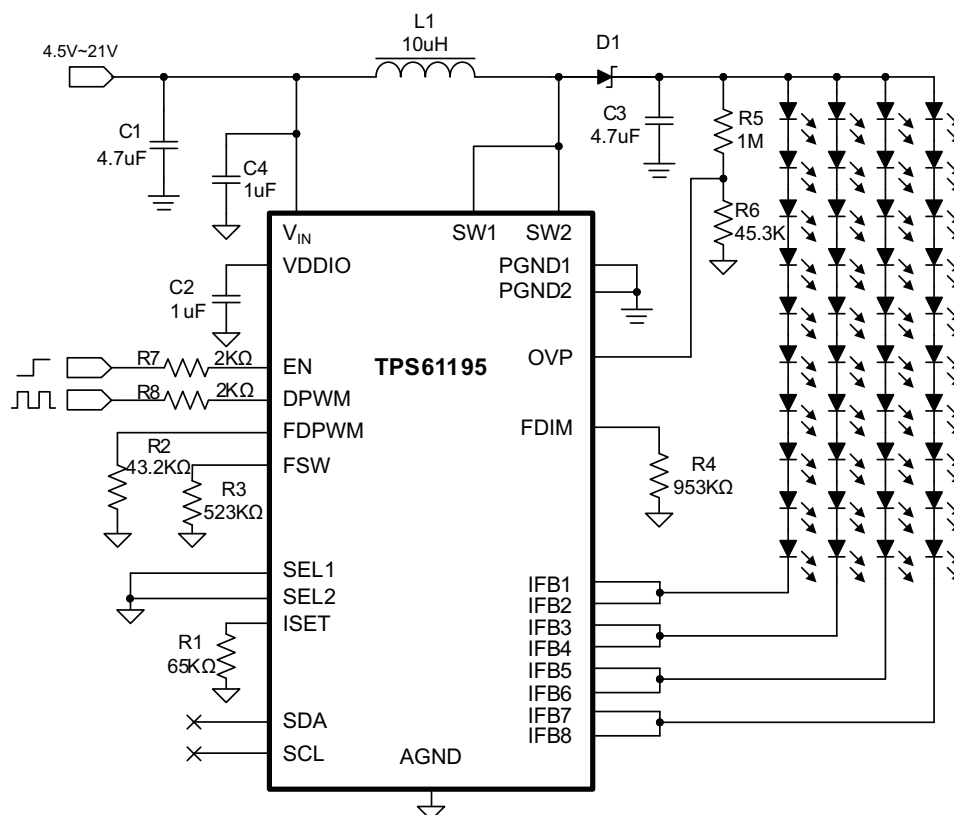 L1
10uH
4.5V~21V
D1
C1
4.7uF
C4
1uF
C3
4.7uF
R5
1M
R6
45.3K
VIN
SW1
SW2
VDDIO
PGND1
PGND2
C2
1uF
TPS61195
OVP
R7
2KΩ
EN
R8
2KΩ
DPWM
FDPWM
FDIM
R2
43.2KΩ
FSW
R3
523KΩ
R4
953KΩ
SEL1
SEL2
ISET
R1
65KΩ
IFB1
IFB2
IFB3
IFB4
IFB5
IFB6
IFB7
IFB8
SDA
SCL
AGND